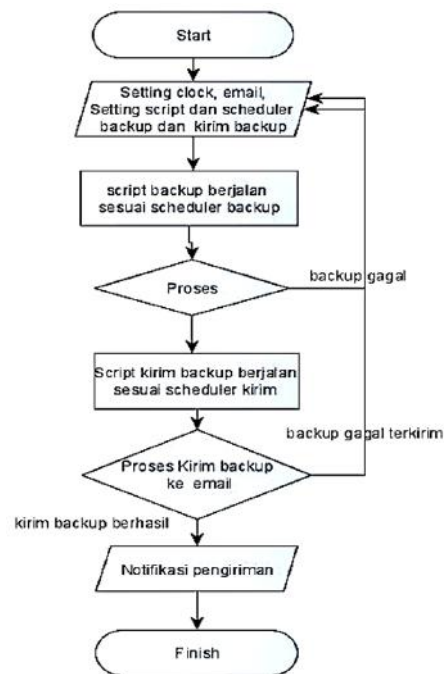 Start
Setting clock, email,
Setting script dan scheduler
backup dan kirim backup
script backup berjalan
sesuai scheduler backup
Proses
backup gagal
Script kirim backup berjalan
sesuai scheduler kirim
backup gagal terkirim
Proses Kirim backup
ke email
kirim backup berhasil
Notifikasi pengiriman
Finish